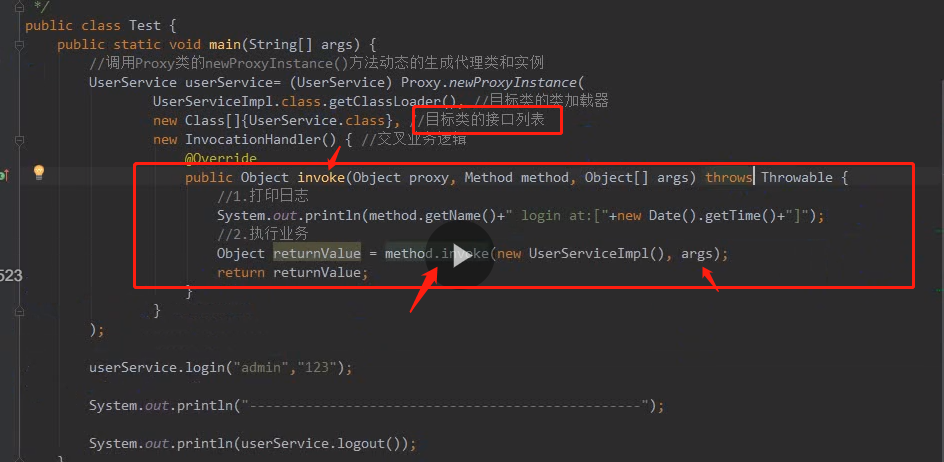 */
public class Test {
public static void main(String[] args) {
//调用Proxy类的newProxyInstance()方法动态的生成代理类和实例
UserService userService= (UserService) Proxy.newProxyInstance(
UserServiceImpl.class.getClassLoader(), //目标类的类加载器
new Class[]{UserService.class}, //目标类的接口列表
new InvocationHandler() { //交叉业务逻辑
@Override
public Object invoke(Object proxy, Method method, Object[] args) throws Throwable {
//1.打印日志
System.out.println(method.getName()+" login at:["+new Date().getTime()+"]");
//2.执行业务
Object returnValue = method.invoke(new UserServiceImpl(), args);
523
return returnValue;
}
}
);
userService.login("admin","123");
System.out.println("-------------------------------------------------");
System.out.println(userService.logout());